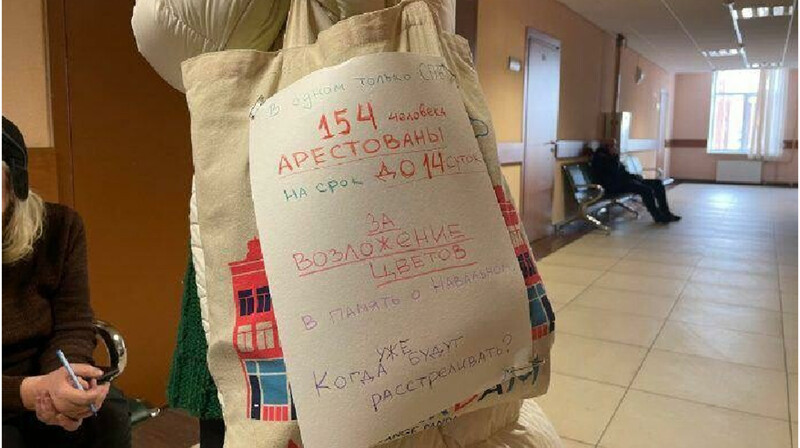 В одном только СПб
154 человека
АРЕСТОВАНЫ
НА СРОК ДО 14 СУТОК
ЗА
ВОЗЛОЖЕНИЕ
ЦВЕТОВ
В ПАМЯТЬ О НАВАЛЬНОМ
УЖЕ
КОГДА БУДУТ
РАССТРЕЛИВАТЬ?